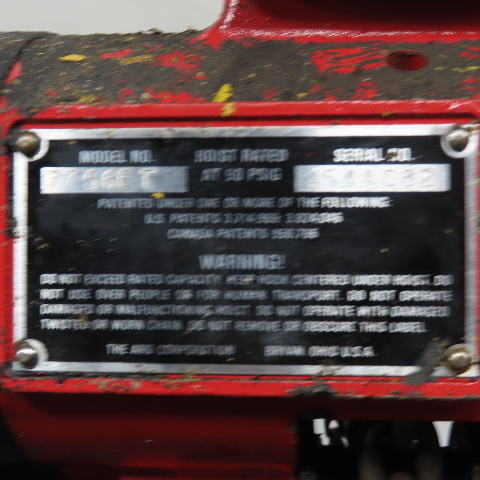 MODEL NO. HOIST RATED SERIAL NO.
AT 90 PSIG
PATENTED UNDER ONE OR MORE OF THE FOLLOWING:
U.S. PATENTS
CANADA PATENTS
WARNING!
DO NOT EXCEED RATED CAPACITY. KEEP HOOK CENTERED UNDER HOIST. DO
NOT USE OVER PEOPLE OR FOR HUMAN TRANSPORT. DO NOT OPERATE
DAMAGED OR MALFUNCTIONING HOIST. DO NOT OPERATE WITH DAMAGED
TWISTED OR WORN CHAIN. DO NOT REMOVE OR OBSCURE THIS LABEL.
THE ARO CORPORATION BRYAN, OHIO U.S.A.